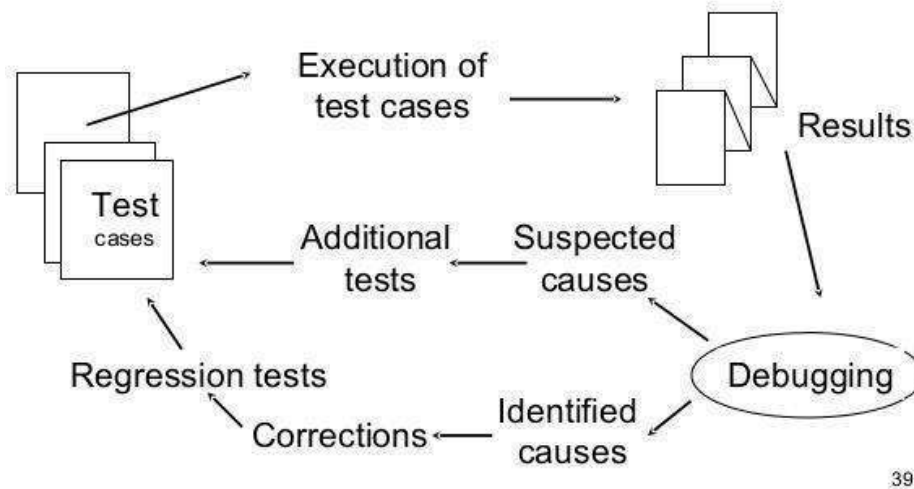 Execution of
test cases
Results
Test
cases
Additional
tests
Suspected
causes
Debugging
Regression tests
Identified
causes
Corrections
39